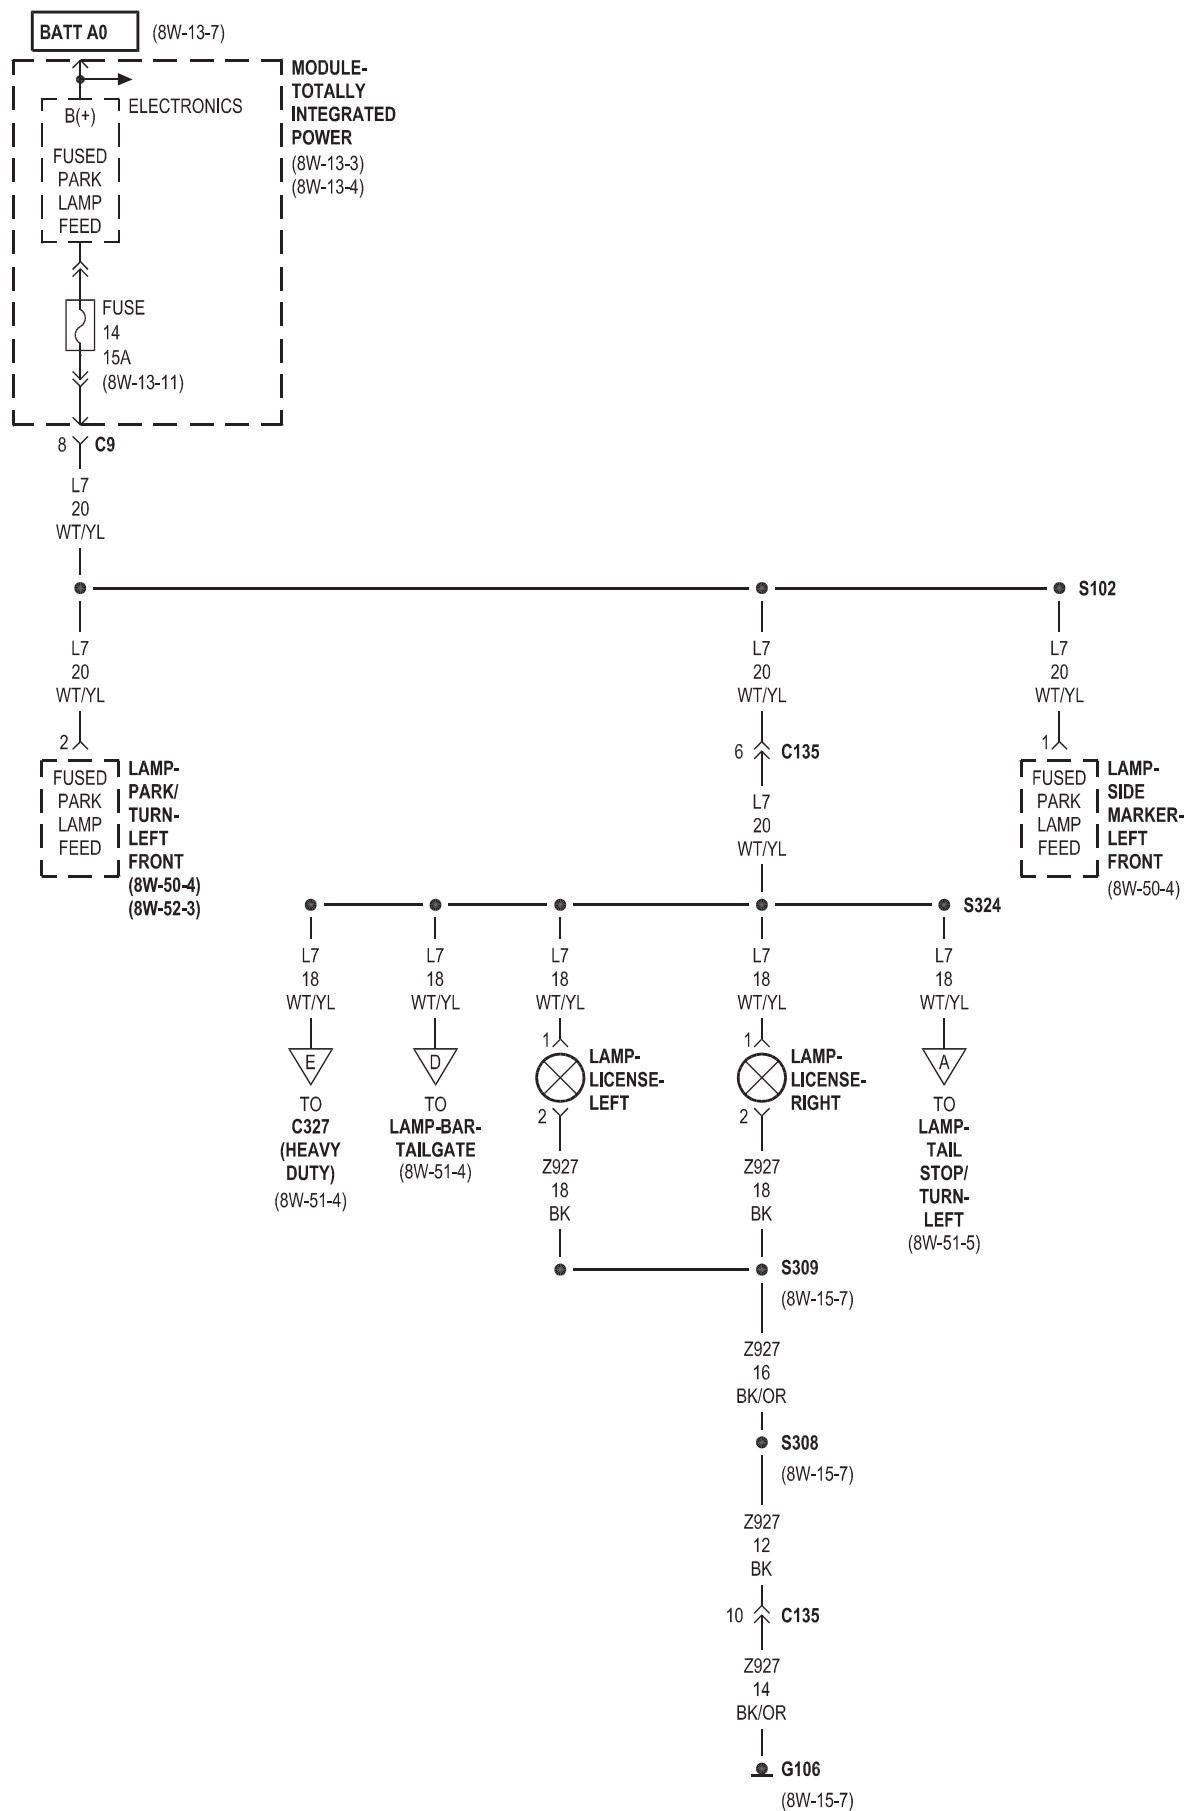 BATT A0 (8W-13-7)
MODULE-
TOTALLY
INTEGRATED
POWER
(8W-13-3)
(8W-13-4)
ELECTRONICS
B(+)
FUSED
PARK
LAMP
FEED
FUSE
14
15A
(8W-13-11)
8 C9
L7
20
WT/YL
S102
L7
20
WT/YL
2
FUSED
PARK
LAMP
FEED
LAMP-
PARK/
TURN-
LEFT
FRONT
(8W-50-4)
(8W-52-3)
L7
20
WT/YL
6 C135
L7
20
WT/YL
L7
20
WT/YL
1
FUSED
PARK
LAMP
FEED
LAMP-
SIDE
MARKER-
LEFT
FRONT
(8W-50-4)
S324
L7
18
WT/YL
E
TO
C327
(HEAVY
DUTY)
(8W-51-4)
L7
18
WT/YL
D
TO
LAMP-BAR-
TAILGATE
(8W-51-4)
L7
18
WT/YL
1
LAMP-
LICENSE-
LEFT
2
Z927
18
BK
L7
18
WT/YL
1
LAMP-
LICENSE-
RIGHT
2
Z927
18
BK
L7
18
WT/YL
A
TO
LAMP-
TAIL
STOP/
TURN-
LEFT
(8W-51-5)
S309
(8W-15-7)
Z927
16
BK/OR
S308
(8W-15-7)
Z927
12
BK
10 C135
Z927
14
BK/OR
G106
(8W-15-7)